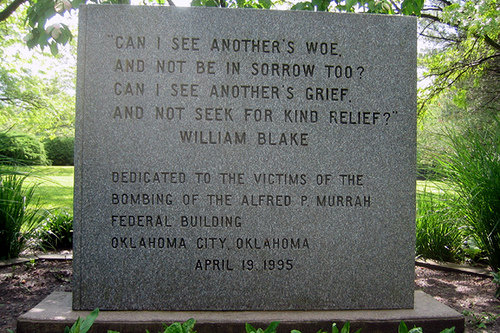 "CAN I SEE ANOTHER'S WOE,
AND NOT BE IN SORROW TOO?
CAN I SEE ANOTHER'S GRIEF,
AND NOT SEEK FOR KIND RELIEF?"
WILLIAM BLAKE
DEDICATED TO THE VICTIMS OF THE
BOMBING OF THE ALFRED P. MURRAH
FEDERAL BUILDING
OKLAHOMA CITY, OKLAHOMA
APRIL 19, 1995